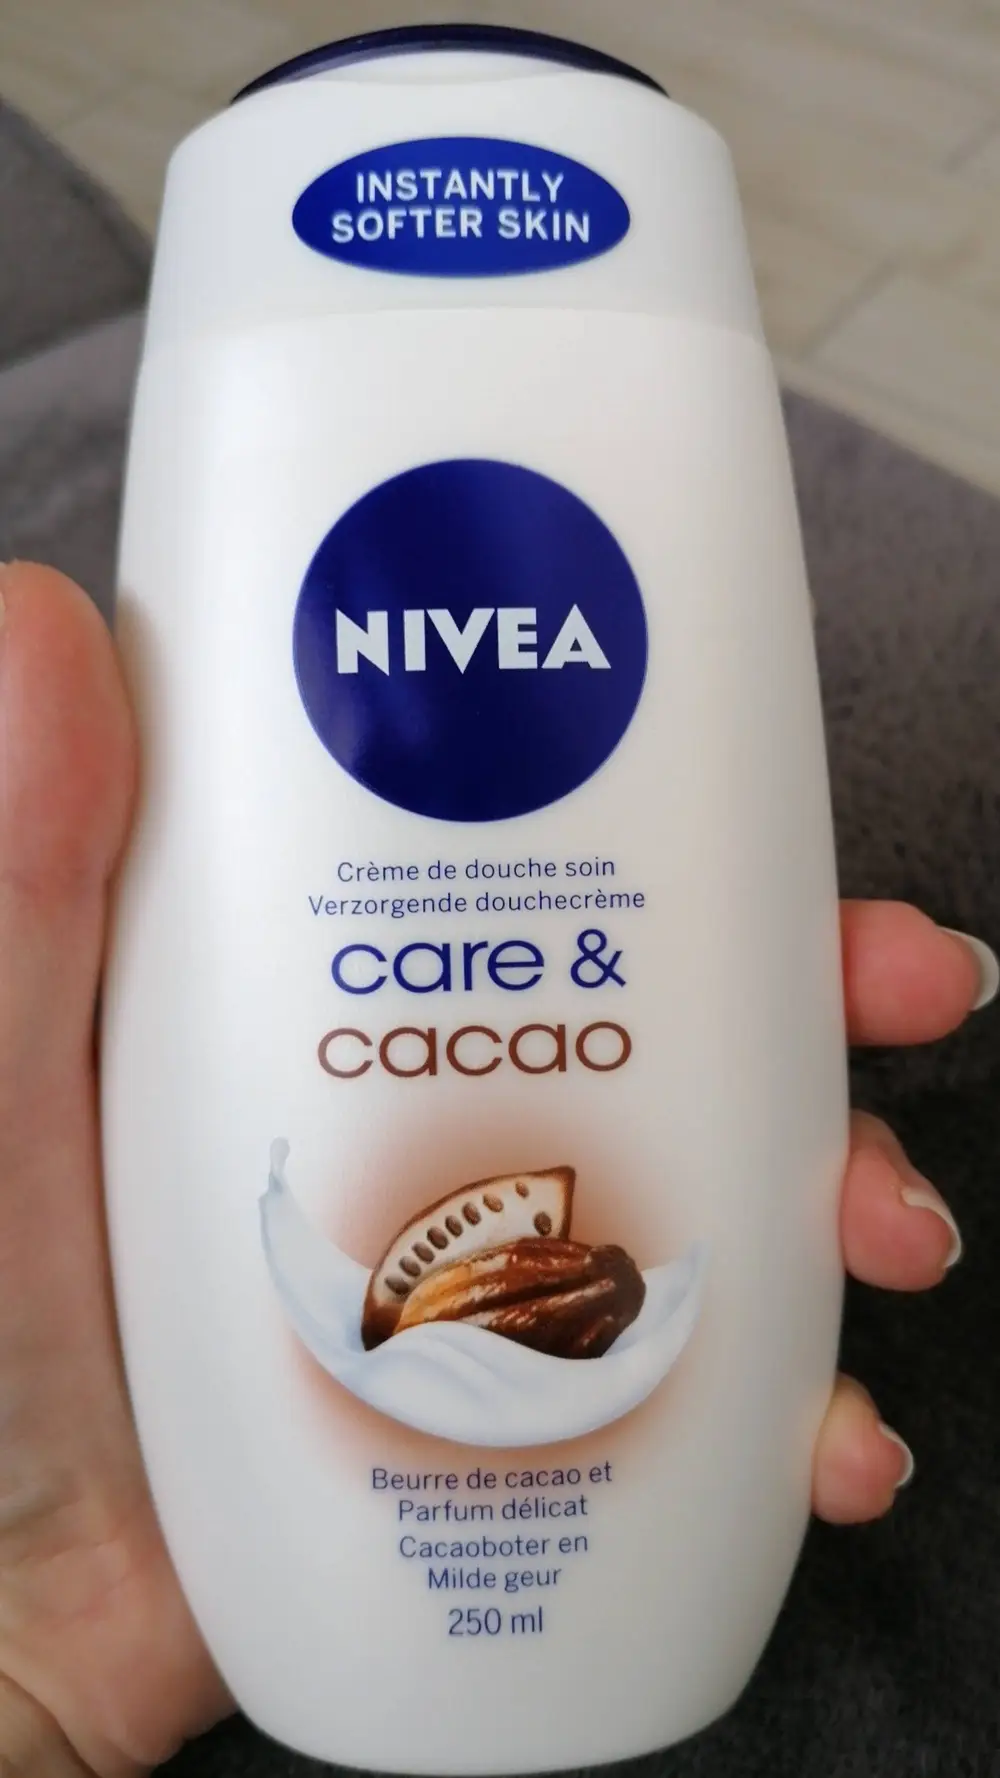 INSTANTLY
SOFTER SKIN
NIVEA
Crème de douche soin
Verzorgende douchecrème
care &
cacao
Beurre de cacao et
Parfum délicat
Cacaoboter en
Milde geur
250 ml